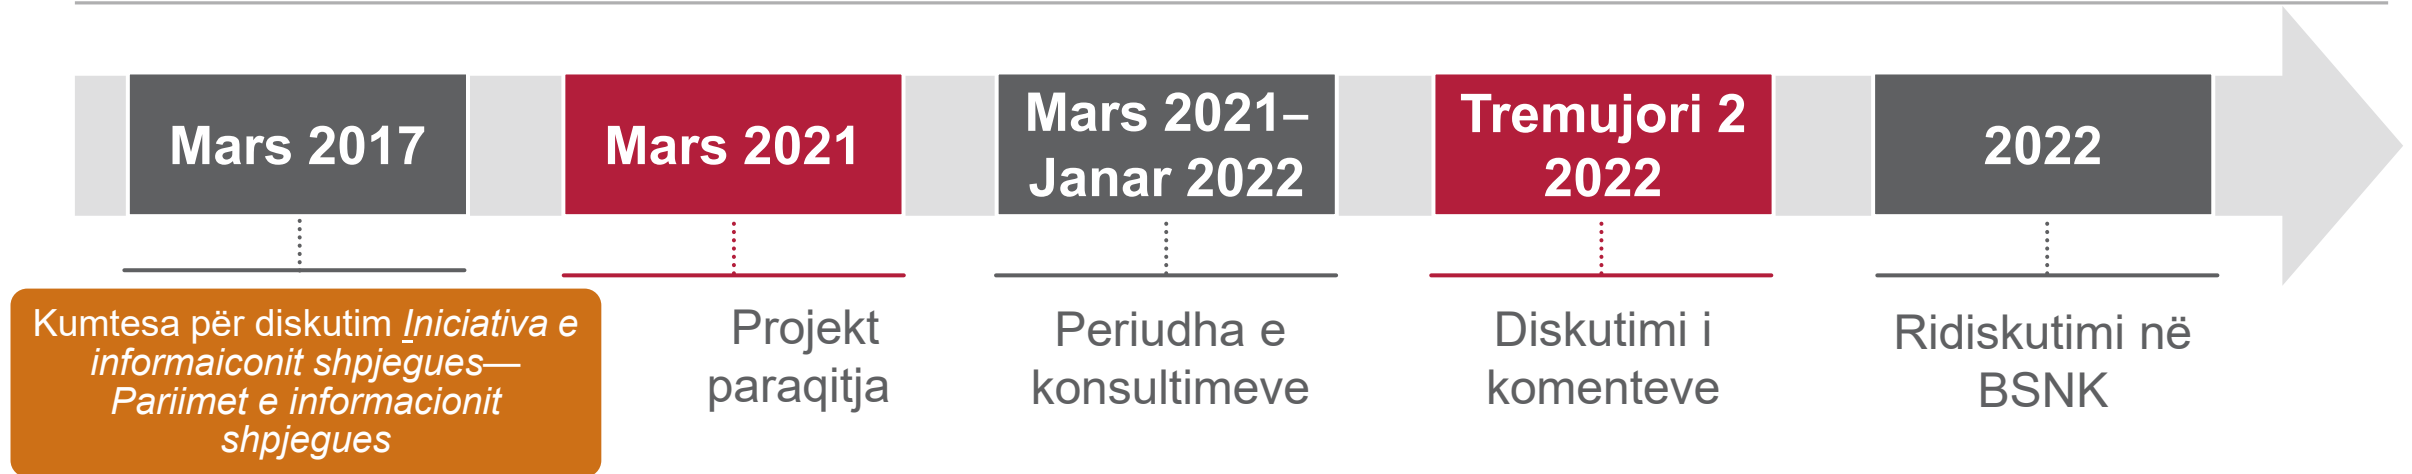 Mars 2017
Mars 2021
Mars 2021–
Janar 2022
Tremujori 2
2022
2022
Kumtesa për diskutim Iniciativa e
informaiconit shpjegues—
Pariimet e informacionit
shpjegues
Projekt
paraqitja
Periudha e
konsultimeve
Diskutimi i
komenteve
Ridiskutimi në
BSNK